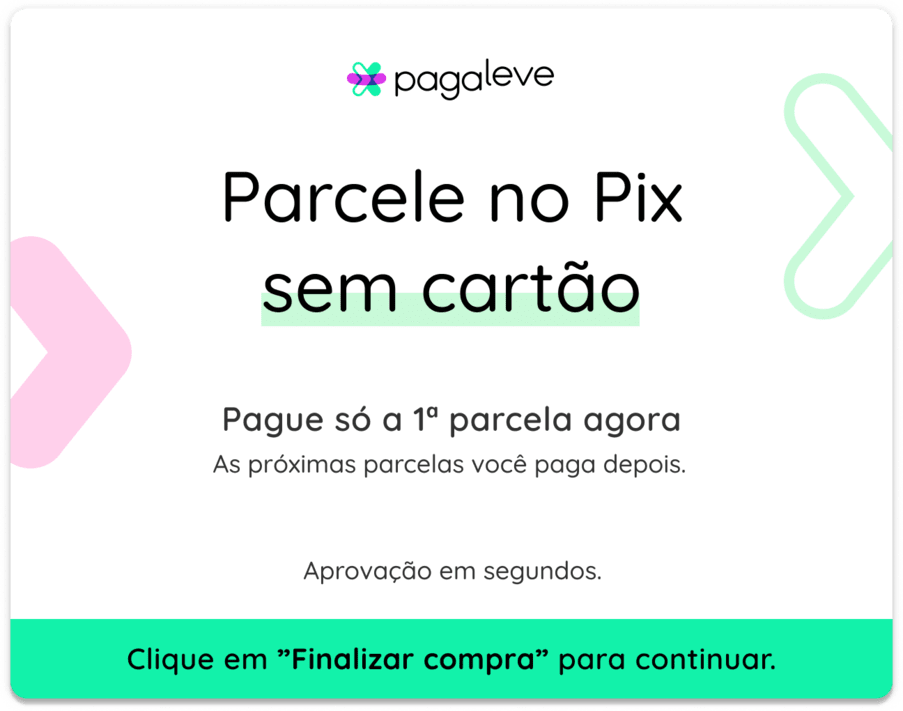 pagaleve
Parcele no Pix
sem cartão
Pague só a 1ª parcela agora
As próximas parcelas você paga depois.
Aprovação em segundos.
Clique em ”Finalizar compra” para continuar.